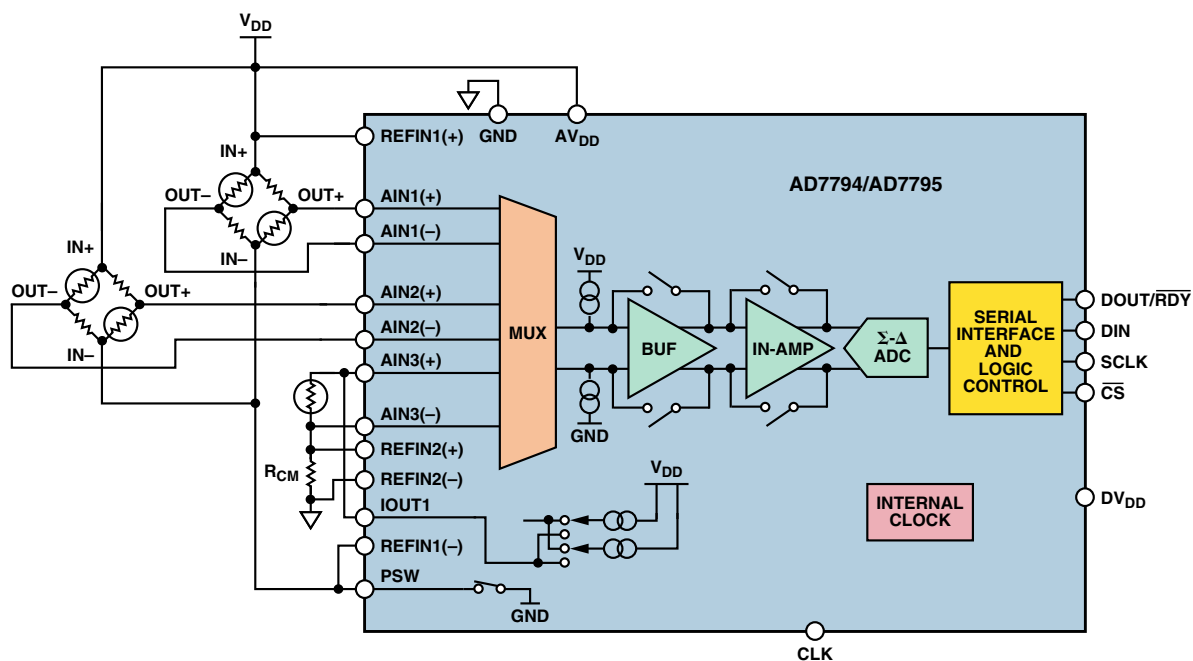 VDD
GND
AVDD
REFIN1(+)
IN+
OUT–
OUT+
IN–
AD7794/AD7795
AIN1(+)
AIN1(–)
IN+
OUT–
OUT+
IN–
AIN2(+)
AIN2(–)
AIN3(+)
AIN3(–)
REFIN2(+)
RCM
REFIN2(–)
IOUT1
REFIN1(–)
PSW
MUX
VDD
GND
BUF
IN-AMP
Σ-Δ
ADC
SERIAL
INTERFACE
AND
LOGIC
CONTROL
DOUT/RDY
DIN
SCLK
CS
VDD
INTERNAL
CLOCK
DVDD
GND
CLK